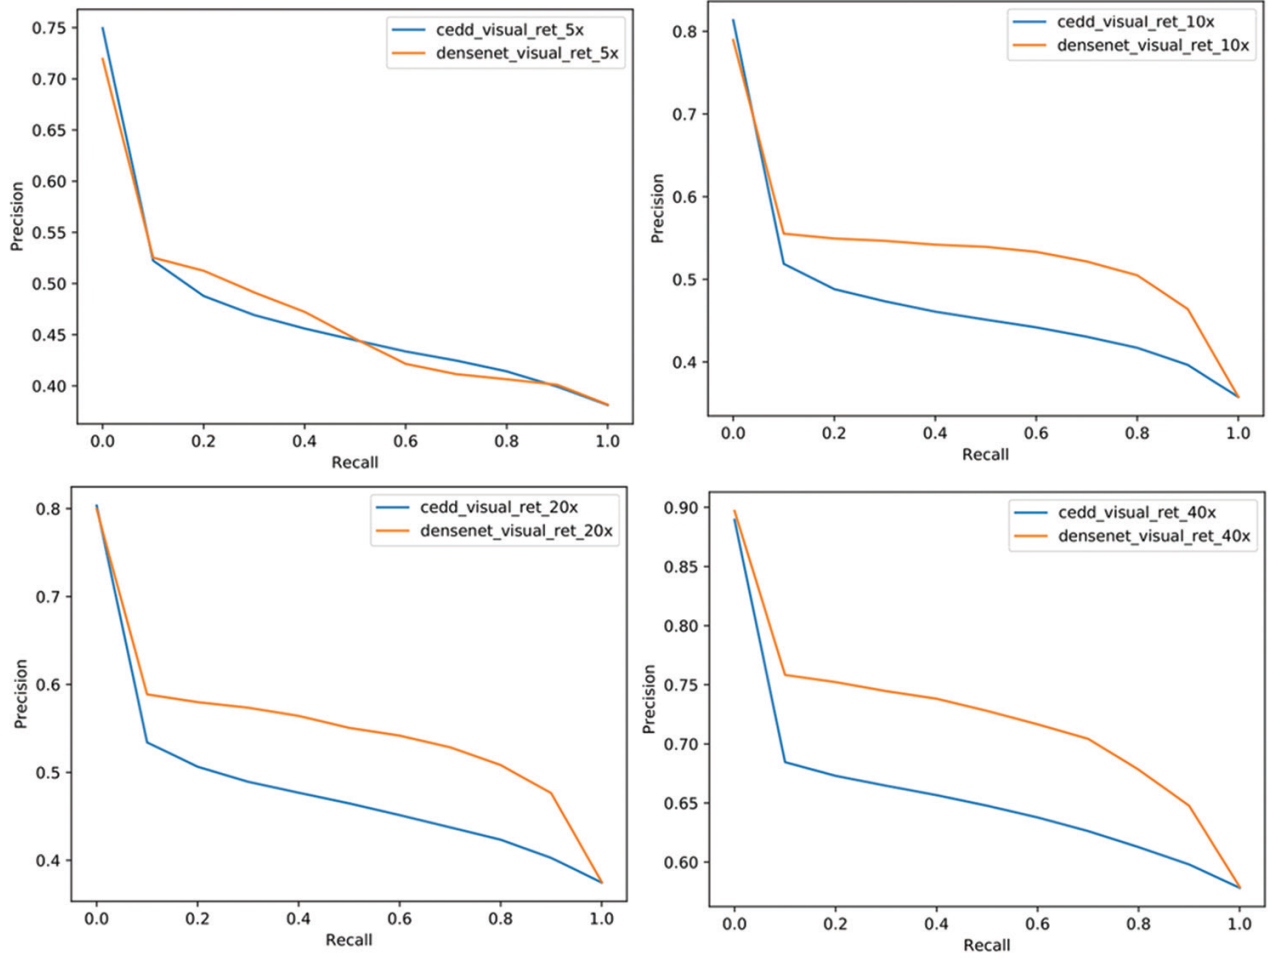 cedd_visual_ret_5x
densenet_visual_ret_5x
0.75
0.70
0.65
0.60
0.55
0.50
0.45
0.40
Precision
0.0 0.2 0.4 0.6 0.8 1.0
Recall
cedd_visual_ret_10x
densenet_visual_ret_10x
0.8
0.7
0.6
0.5
0.4
Precision
0.0 0.2 0.4 0.6 0.8 1.0
Recall
cedd_visual_ret_20x
densenet_visual_ret_20x
0.8
0.7
0.6
0.5
0.4
Precision
0.0 0.2 0.4 0.6 0.8 1.0
Recall
cedd_visual_ret_40x
densenet_visual_ret_40x
0.90
0.85
0.80
0.75
0.70
0.65
0.60
Precision
0.0 0.2 0.4 0.6 0.8 1.0
Recall